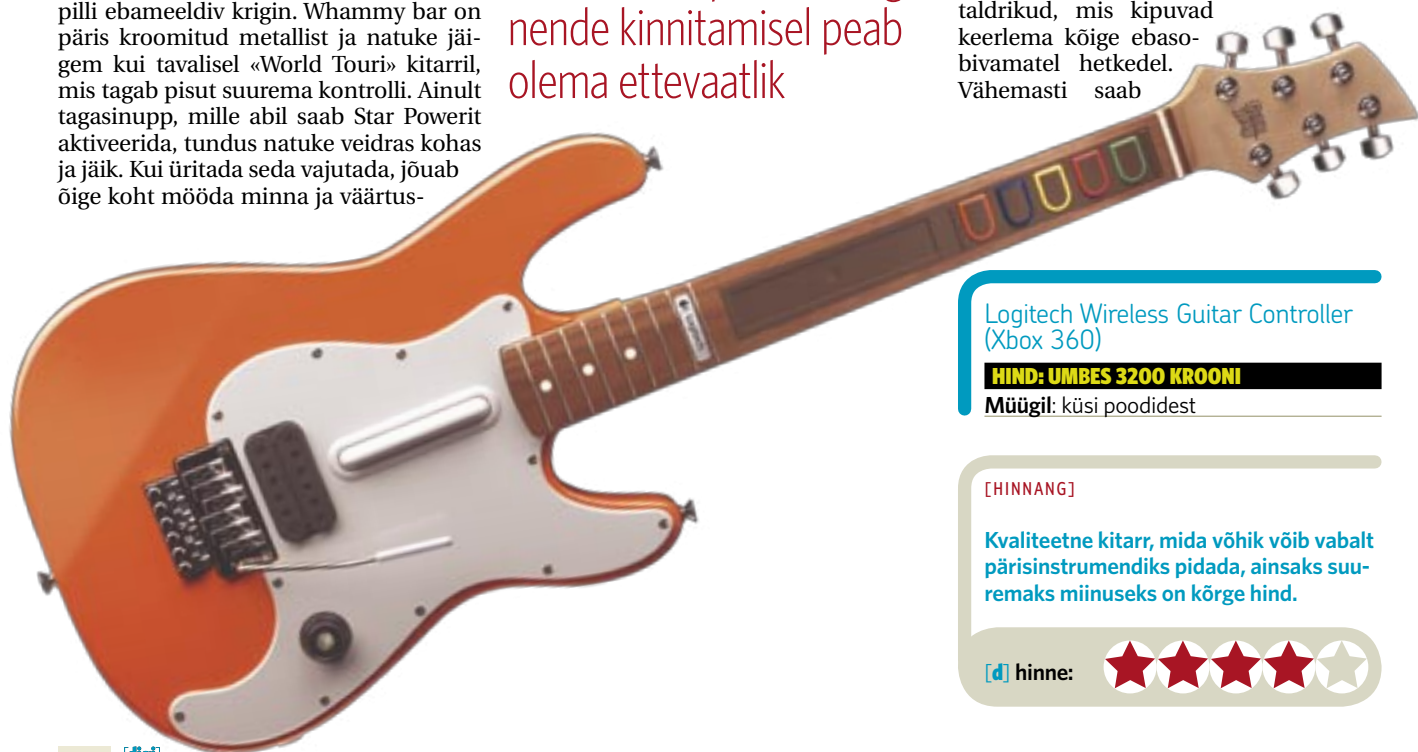 pilli ebameeldiv krigin. Whammy bar on
päris kroomitud metallist ja natuke jäi-
gem kui tavalisel «World Touri» kitarril,
mis tagab pisut suurema kontrolli. Ainult
tagasinupp, mille abil saab Star Powerit
aktiveerida, tundus natuke veidras kohas
ja jäik. Kui üritada seda vajutada, jõuab
õige koht mööda minna ja väärtus-
nende kinnitamisel peab
olema ettevaatlik
taldrikud, mis kipuvad
keerlema kõige ebaso-
bivamatel hetkedel.
Vähemasti saab
Logitech
Logitech Wireless Guitar Controller
(Xbox 360)
HIND: UMBES 3200 KROONI
Müügil: küsi poodidest
[HINNANG]
Kvaliteetne kitarr, mida võhik võib vabalt
pärisinstrumendiks pidada, ainsaks suu-
remaks miinuseks on kõrge hind.
[d] hinne: